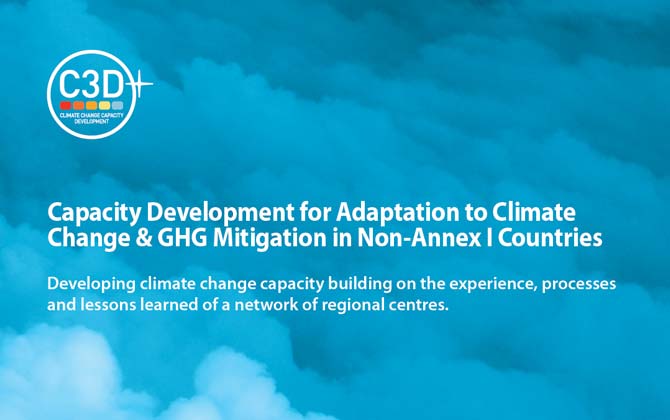 C3D+
CLIMATE CHANGE CAPACITY
DEVELOPMENT
Capacity Development for Adaptation to Climate
Change & GHG Mitigation in Non-Annex I Countries
Developing climate change capacity building on the experience, processes
and lessons learned of a network of regional centres.